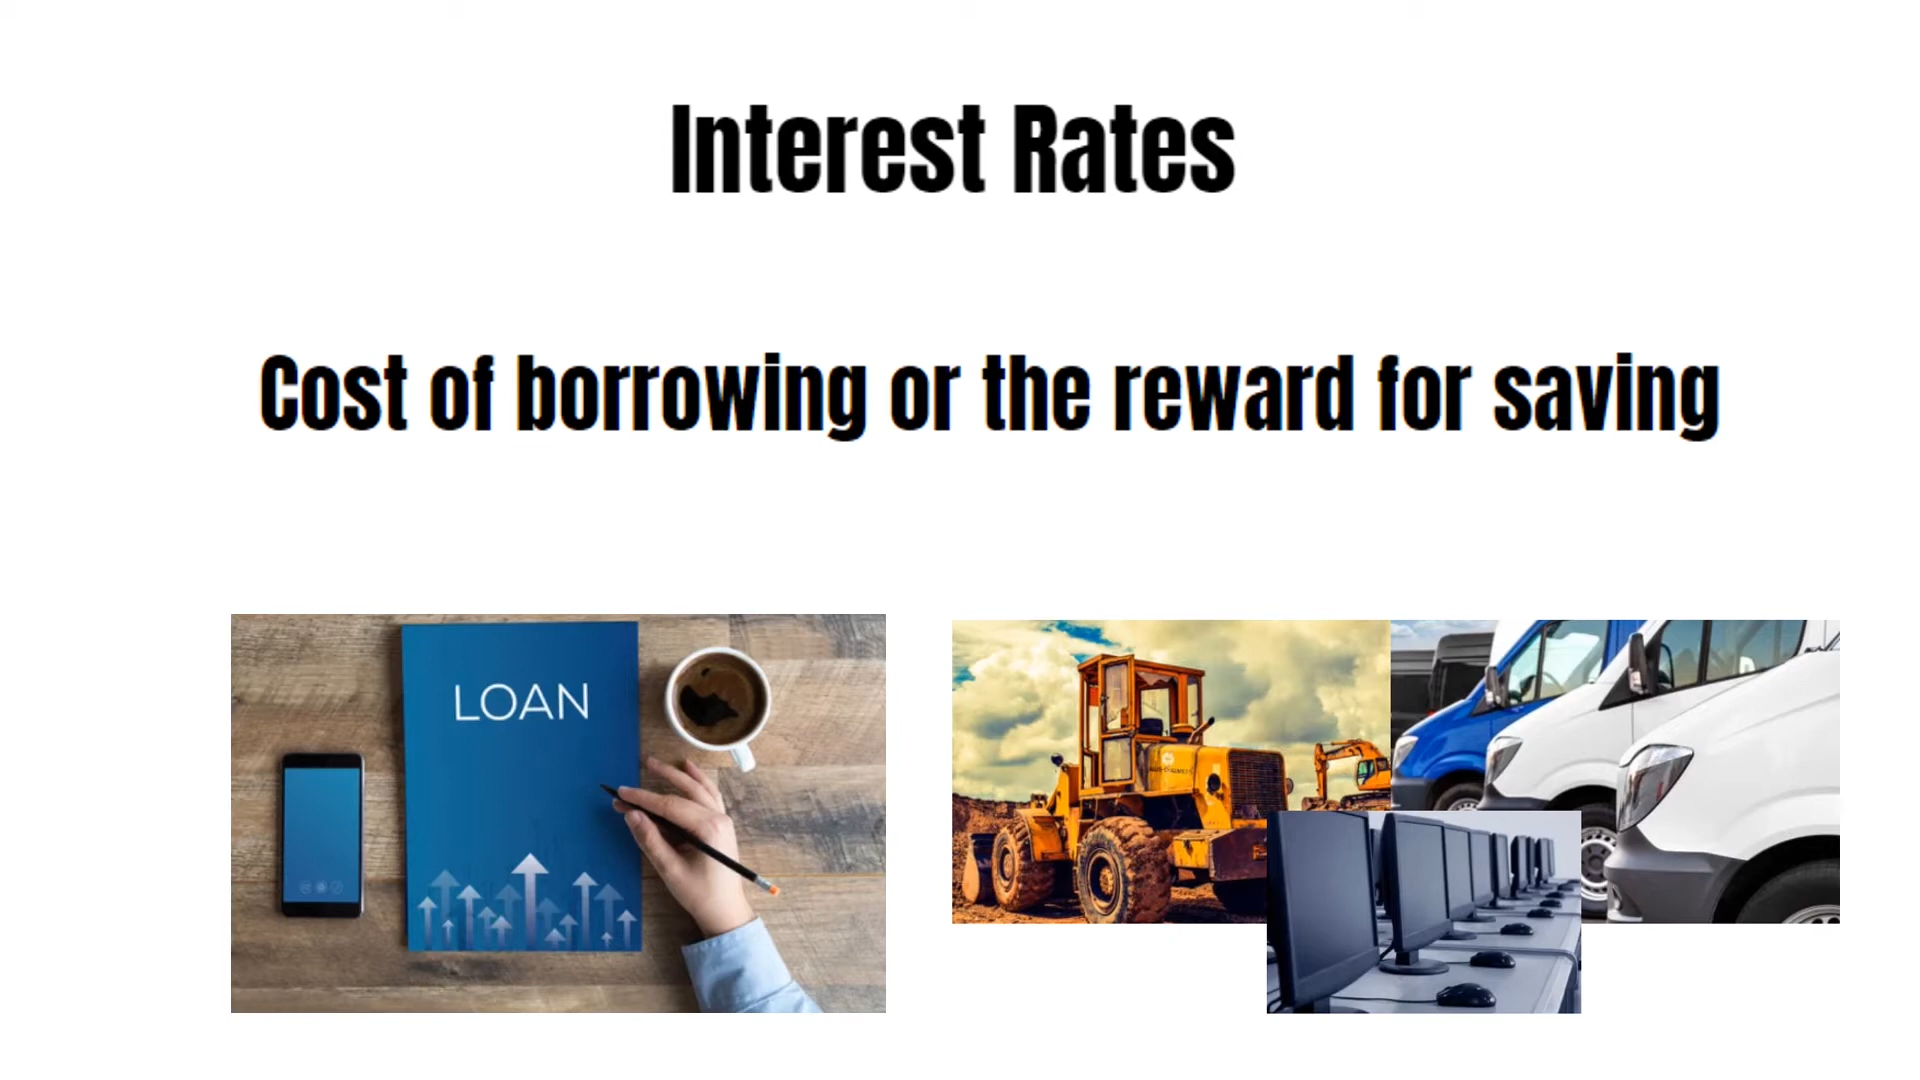 Interest Rates
Cost of borrowing or the reward for saving
LOAN